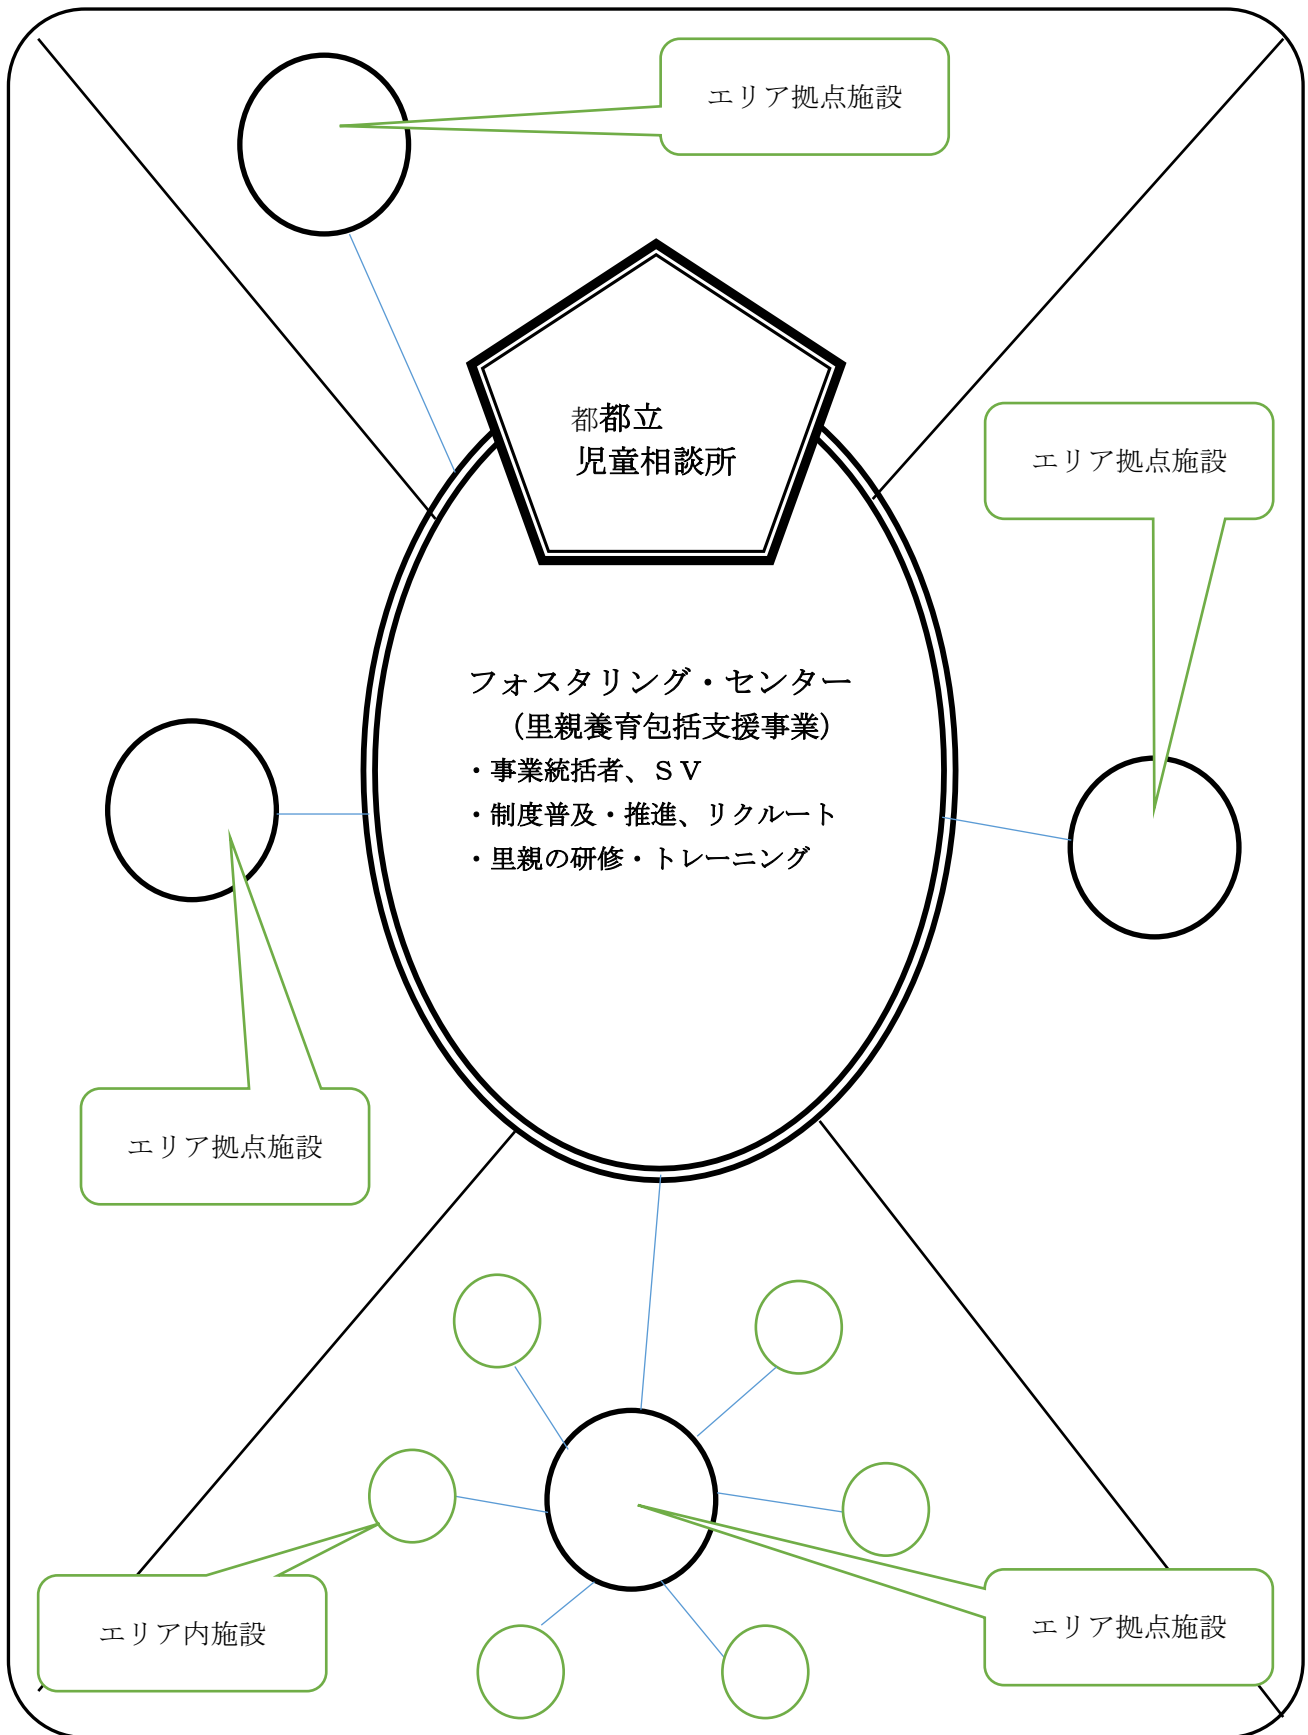 エリア拠点施設
都都立
児童相談所
エリア拠点施設
フォスタリング・センター
（里親養育包括支援事業）
・事業統括者、ＳＶ
・制度普及・推進、リクルート
・里親の研修・トレーニング
エリア拠点施設
エリア内施設
エリア拠点施設